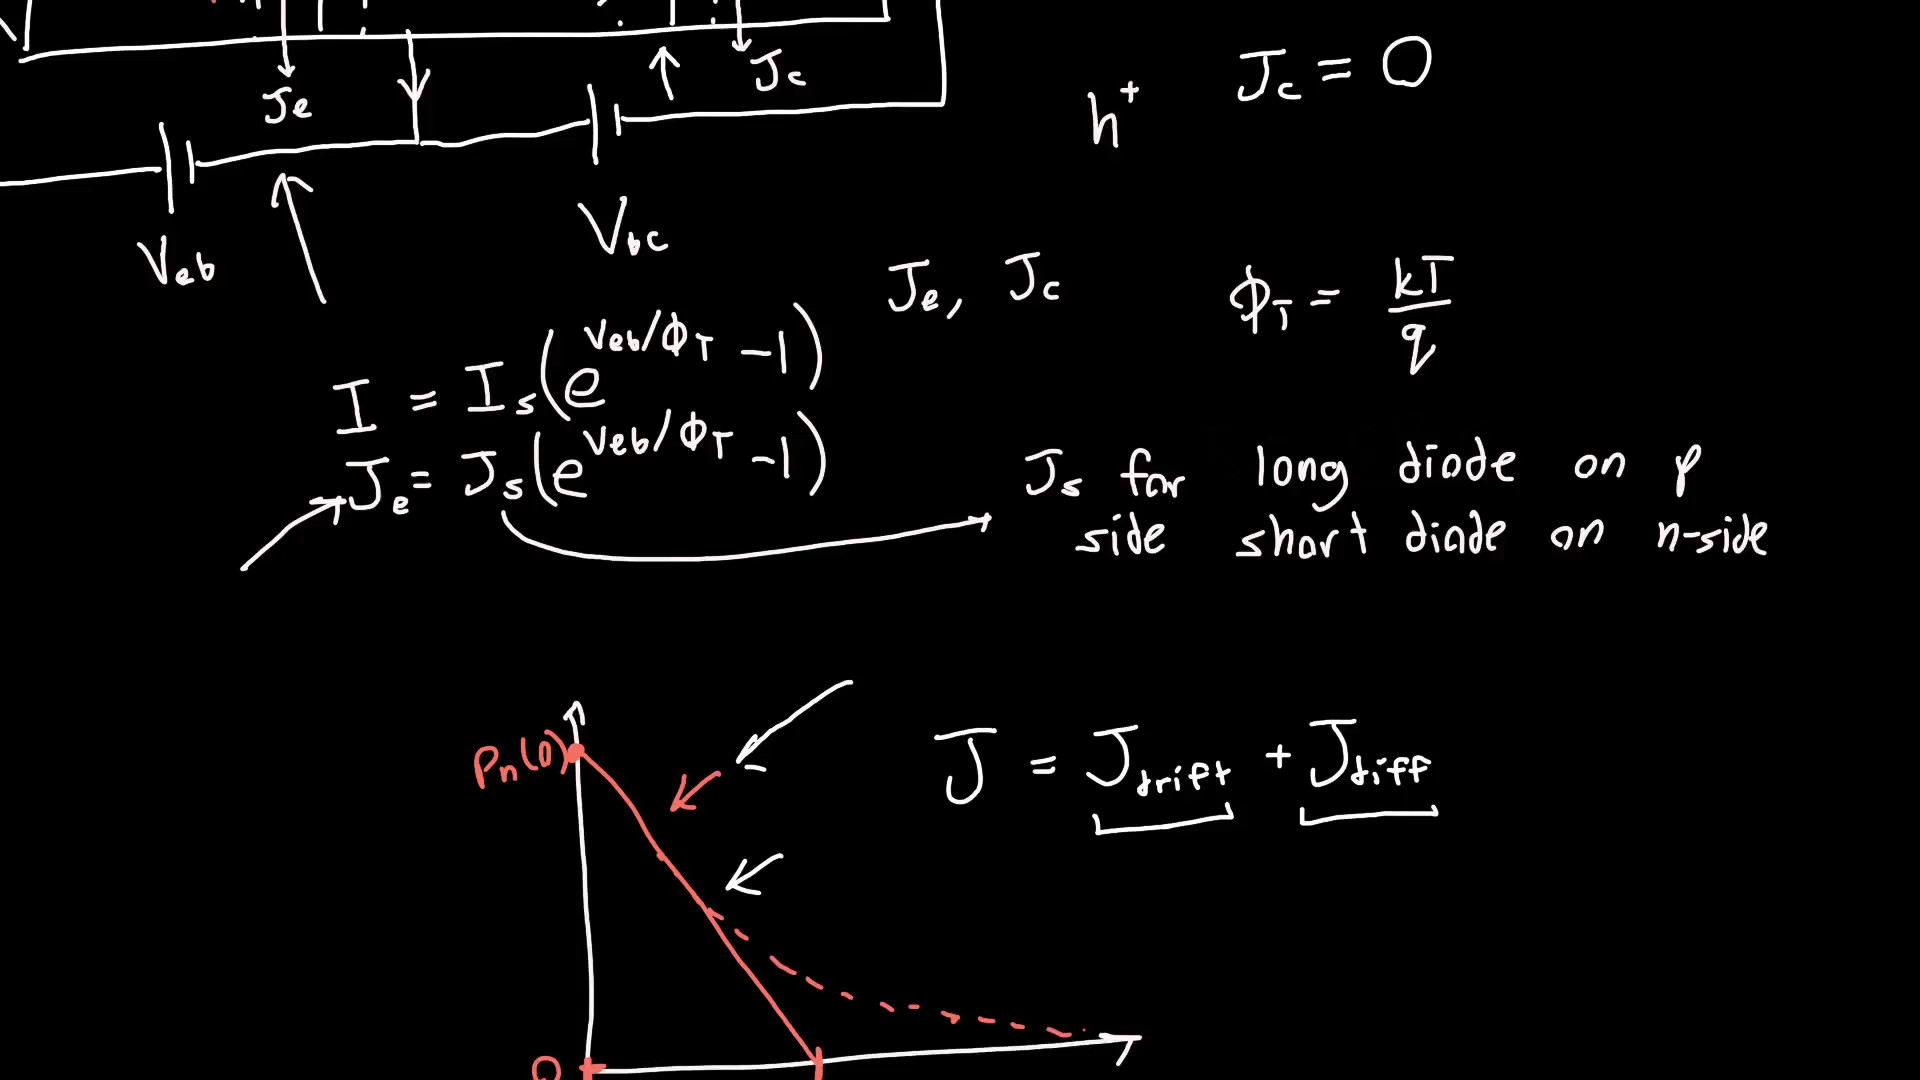 Je
Jc
Veb
Vbc
h⁺
Jc = 0
Je, Jc
ϕT = kT/q
I = Is(e^(Veb/ϕT) -1)
Je = Js(e^(Veb/ϕT) -1)
Js for long diode on p
side short diode on n-side
Pn(0)
J = Jdrift + Jdiff
0